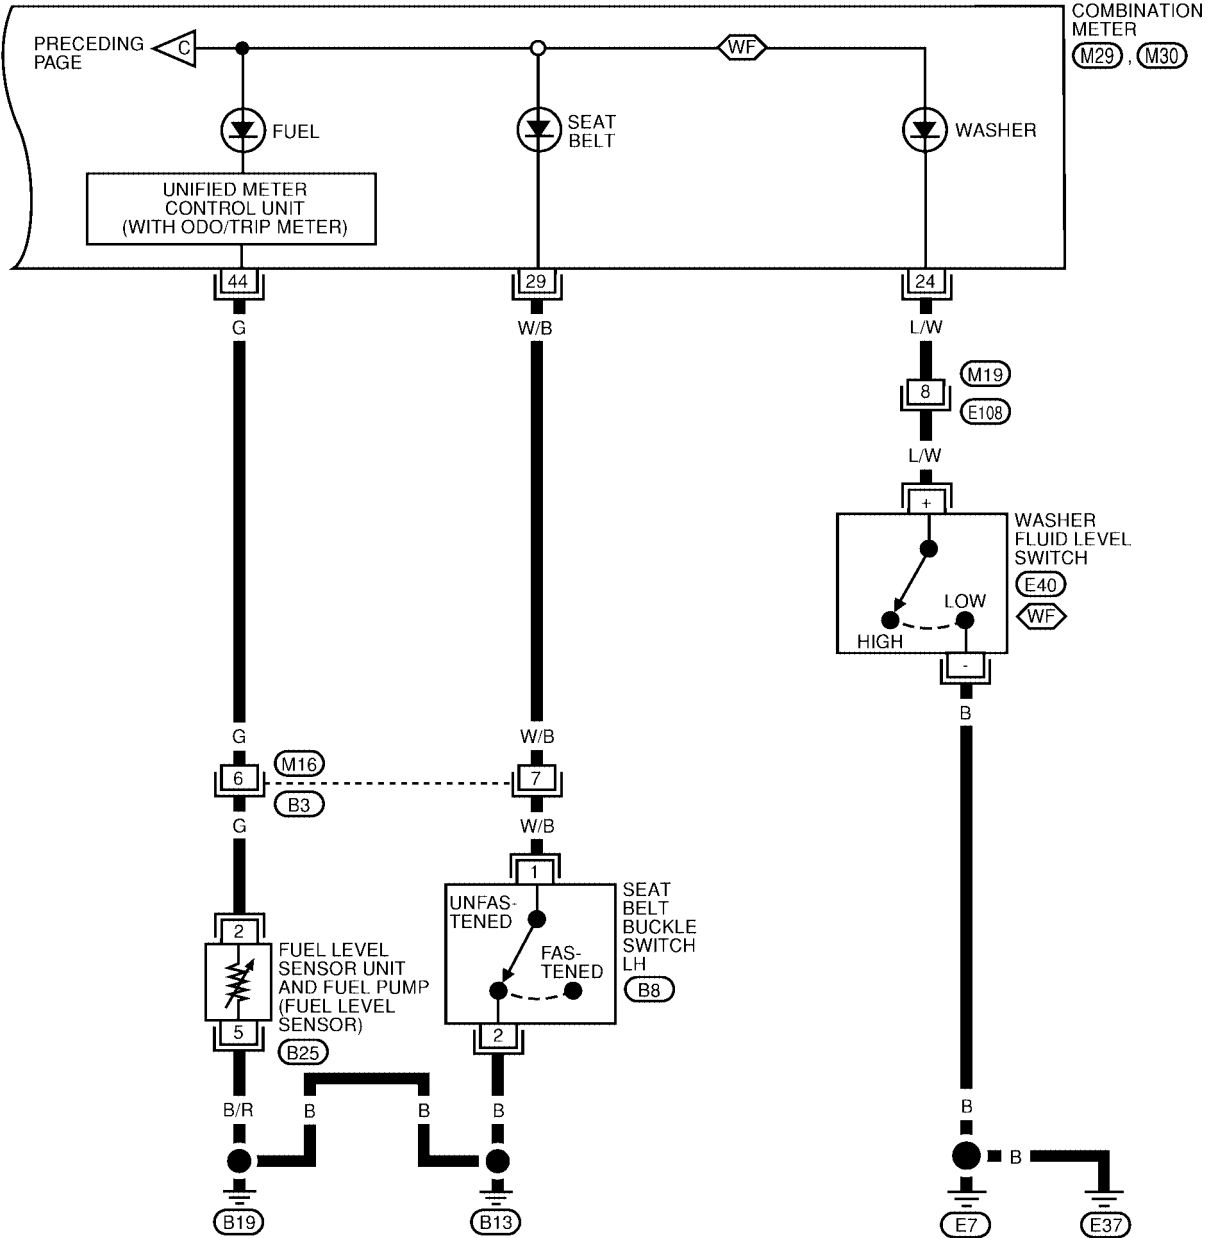 COMBINATION
METER
M29 , M30
PRECEDING
PAGE
C
WF
FUEL
SEAT
BELT
WASHER
UNIFIED METER
CONTROL UNIT
(WITH ODO/TRIP METER)
44
29
24
G
W/B
L/W
8
M19
E108
L/W
+
WASHER
FLUID LEVEL
SWITCH
E40
WF
LOW
HIGH
-
B
G
W/B
6
M16
7
B3
G
W/B
1
2
UNFAS-
TENED
FAS-
TENED
SEAT
BELT
BUCKLE
SWITCH
LH
B8
FUEL LEVEL
SENSOR UNIT
AND FUEL PUMP
(FUEL LEVEL
SENSOR)
5
B25
2
B/R
B
B
B
B
B
B19
B13
E7
E37